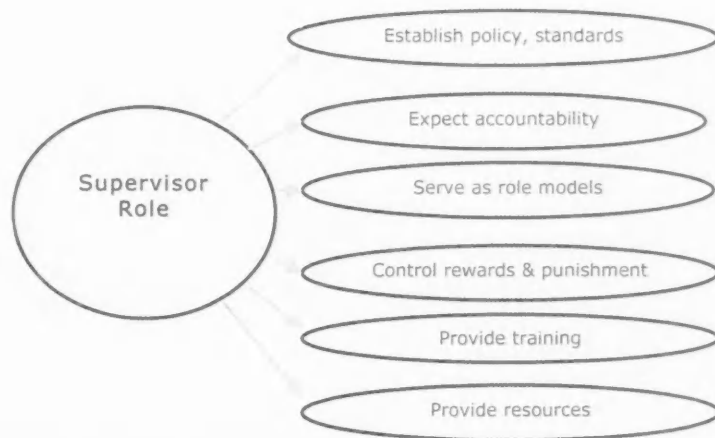 Establish policy, standards
Expect accountability
Supervisor
Role
Serve as role models
Control rewards & punishment
Provide training
Provide resources